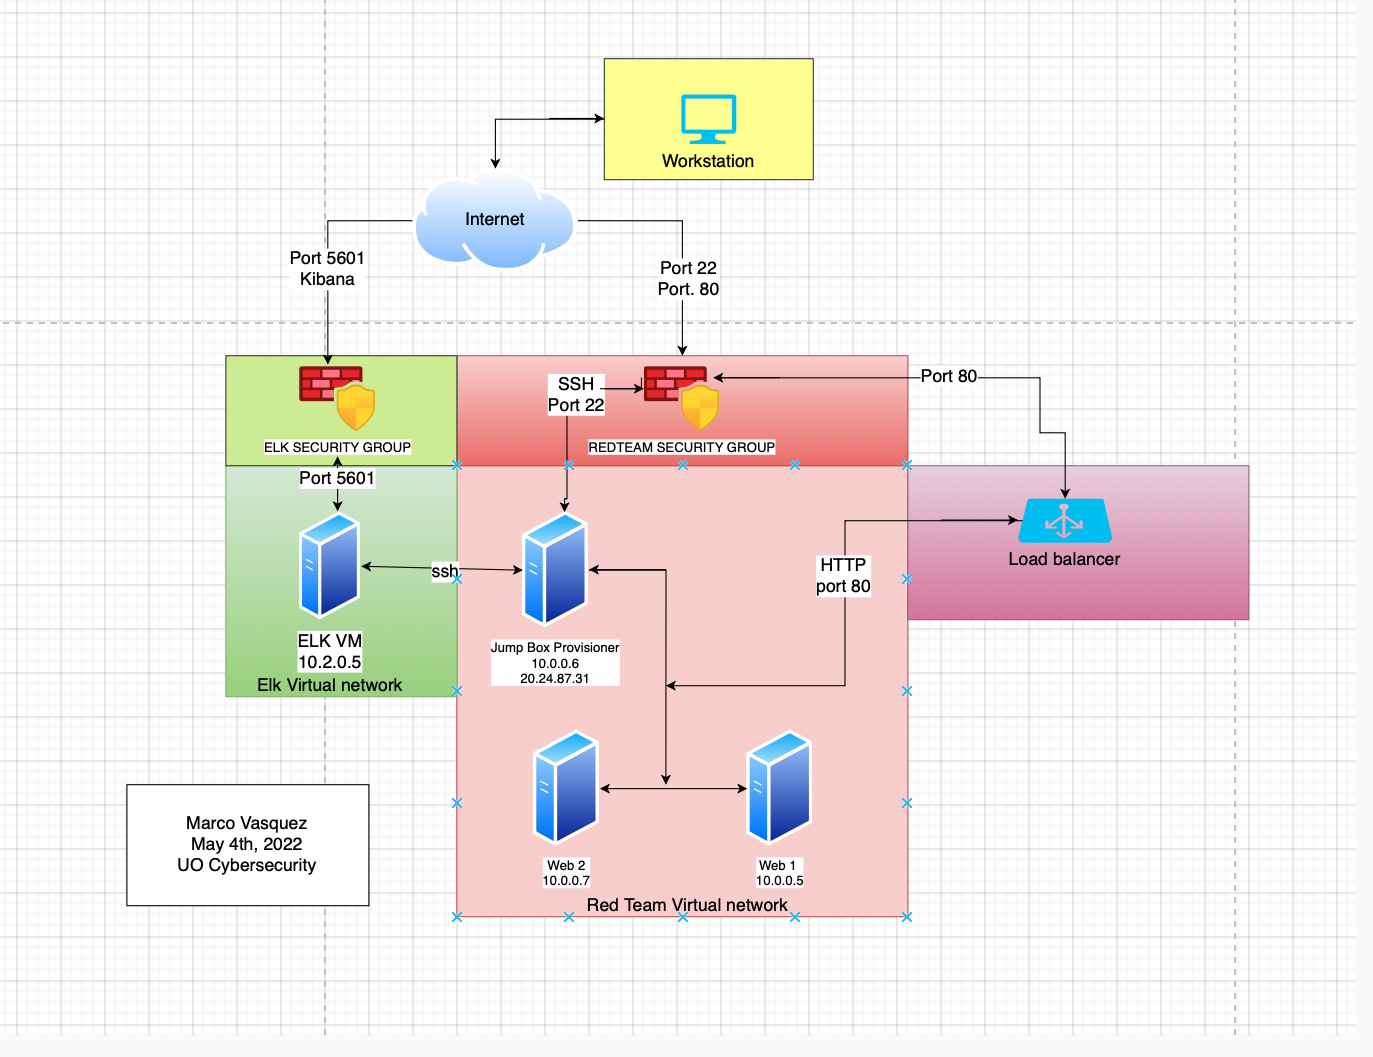 Workstation
Internet
Port 5601
Kibana
Port 22
Port. 80
SSH
Port 22
Port 80
ELK SECURITY GROUP
REDTEAM SECURITY GROUP
Port 5601
ssh
HTTP
port 80
Load balancer
ELK VM
10.2.0.5
Elk Virtual network
Jump Box Provisioner
10.0.0.6
20.24.87.31
Marco Vasquez
May 4th, 2022
UO Cybersecurity
Web 2
10.0.0.7
Web 1
10.0.0.5
Red Team Virtual network